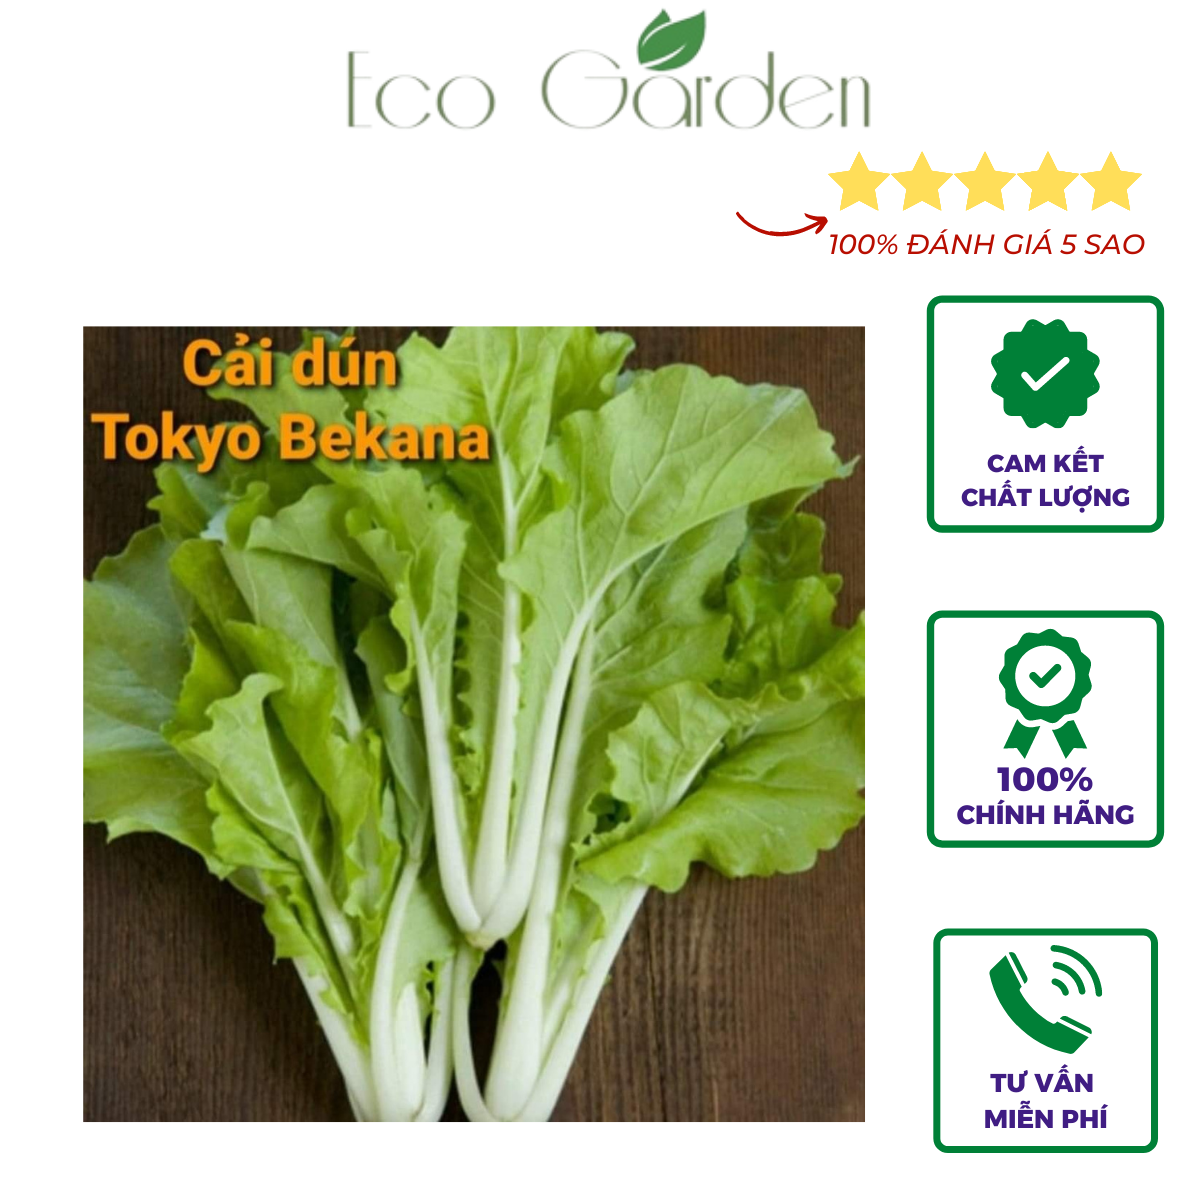 Eco Garden
100% ĐÁNH GIÁ 5 SAO
Cải dún
Tokyo Bekana
CAM KẾT
CHẤT LƯỢNG
100%
CHÍNH HÃNG
TƯ VẤN
MIỄN PHÍ